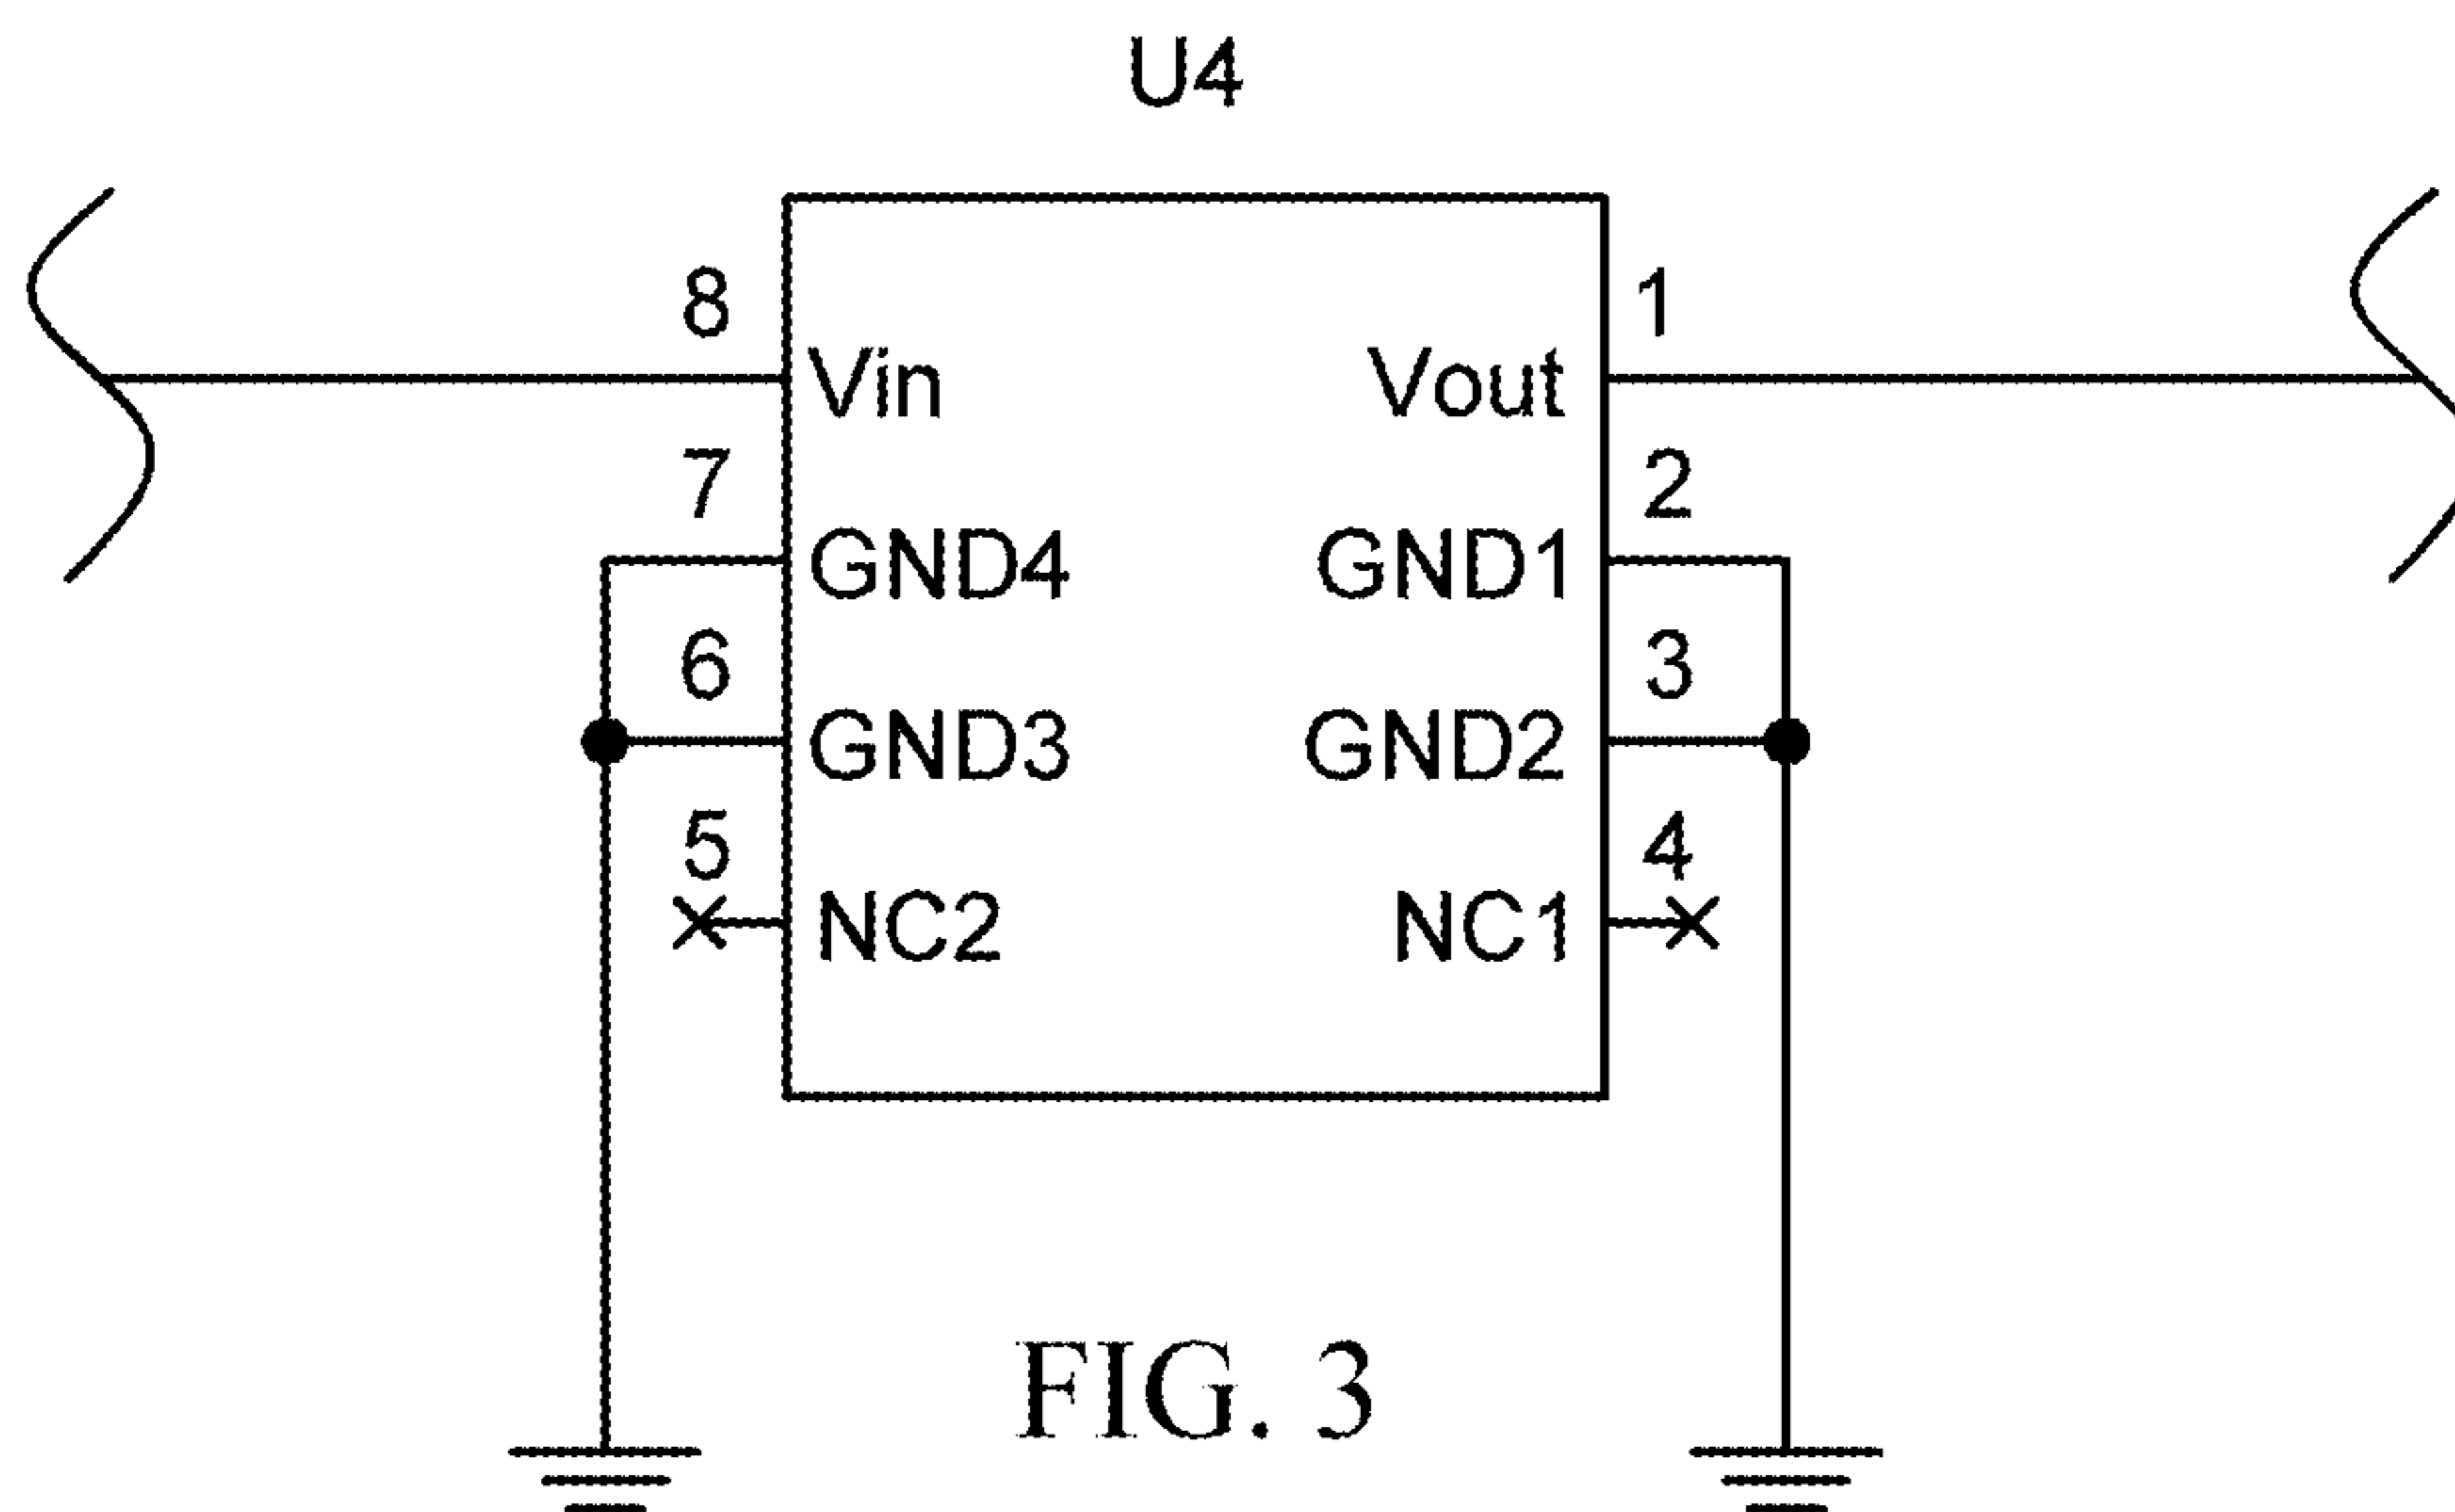 U4
8 1
Vin Vout
7 2
GND4 GND1
6 3
GND3 GND2
5 4
NC2 NC1
FIG. 3